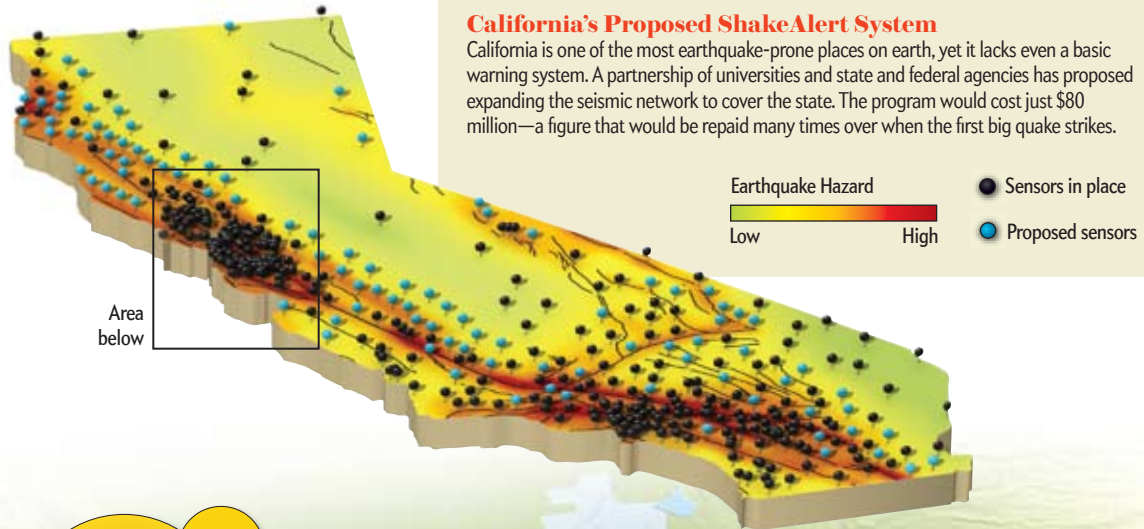 California's Proposed ShakeAlert System
California is one of the most earthquake-prone places on earth, yet it lacks even a basic
warning system. A partnership of universities and state and federal agencies has proposed
expanding the seismic network to cover the state. The program would cost just $80
million—a figure that would be repaid many times over when the first big quake strikes.
Earthquake Hazard
Low High
Sensors in place
Proposed sensors
Area
below